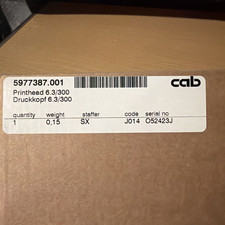 5977387.001
cab
Printhead 6.3/300
Druckkopf 6.3/300
quantity weight staffer code serial no
1 0,15 SX J014 O52423J